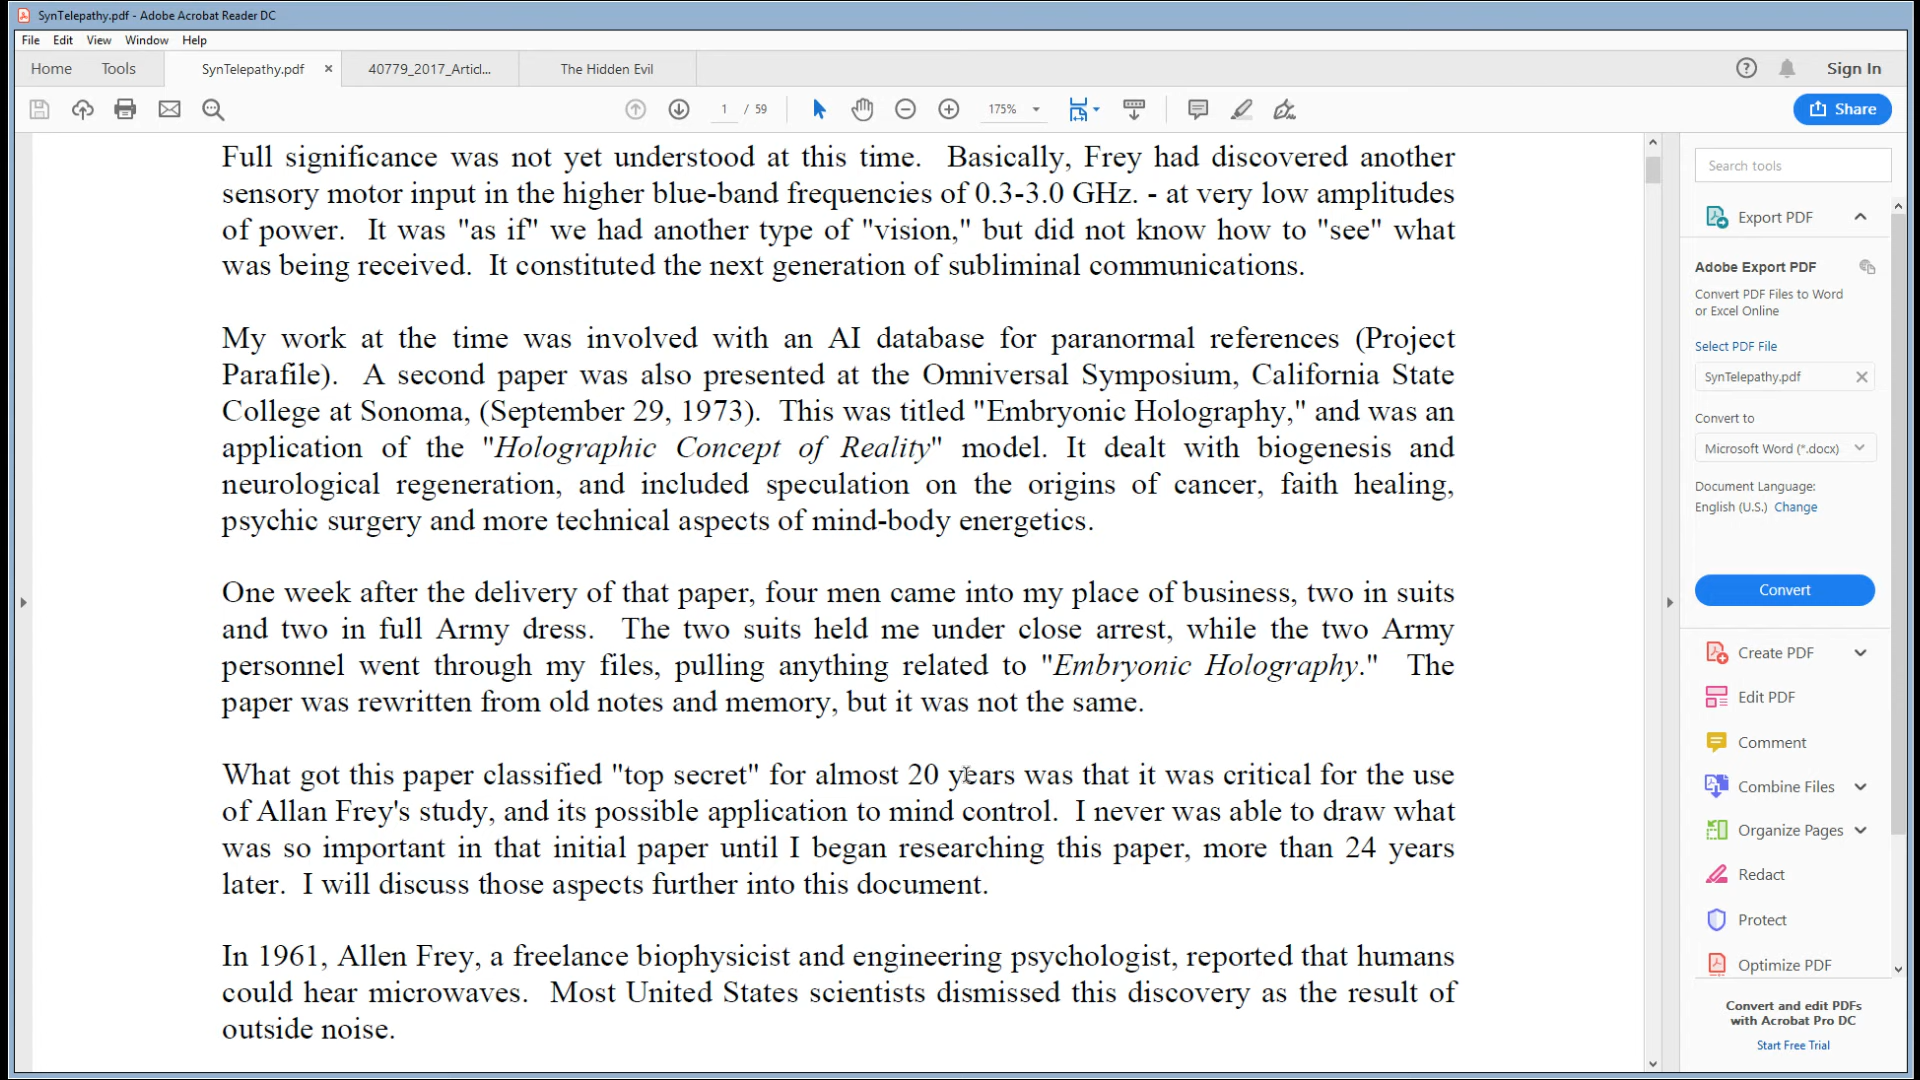 SynTelepathy.pdf - Adobe Acrobat Reader DC
File Edit View Window Help
Home Tools SynTelepathy.pdf × 40779_2017_Articl... The Hidden Evil Sign In
1 / 59 175% Share
Full significance was not yet understood at this time. Basically, Frey had discovered another
sensory motor input in the higher blue-band frequencies of 0.3-3.0 GHz. - at very low amplitudes
of power. It was "as if" we had another type of "vision," but did not know how to "see" what
was being received. It constituted the next generation of subliminal communications.
My work at the time was involved with an AI database for paranormal references (Project
Parafile). A second paper was also presented at the Omniversal Symposium, California State
College at Sonoma, (September 29, 1973). This was titled "Embryonic Holography," and was an
application of the "Holographic Concept of Reality" model. It dealt with biogenesis and
neurological regeneration, and included speculation on the origins of cancer, faith healing,
psychic surgery and more technical aspects of mind-body energetics.
One week after the delivery of that paper, four men came into my place of business, two in suits
and two in full Army dress. The two suits held me under close arrest, while the two Army
personnel went through my files, pulling anything related to "Embryonic Holography." The
paper was rewritten from old notes and memory, but it was not the same.
What got this paper classified "top secret" for almost 20 years was that it was critical for the use
of Allan Frey's study, and its possible application to mind control. I never was able to draw what
was so important in that initial paper until I began researching this paper, more than 24 years
later. I will discuss those aspects further into this document.
In 1961, Allen Frey, a freelance biophysicist and engineering psychologist, reported that humans
could hear microwaves. Most United States scientists dismissed this discovery as the result of
outside noise.
Search tools
Export PDF
Adobe Export PDF
Convert PDF Files to Word
or Excel Online
Select PDF File
SynTelepathy.pdf
Convert to
Microsoft Word (*.docx)
Document Language:
English (U.S.) Change
Convert
Create PDF
Edit PDF
Comment
Combine Files
Organize Pages
Redact
Protect
Optimize PDF
Convert and edit PDFs
with Acrobat Pro DC
Start Free Trial